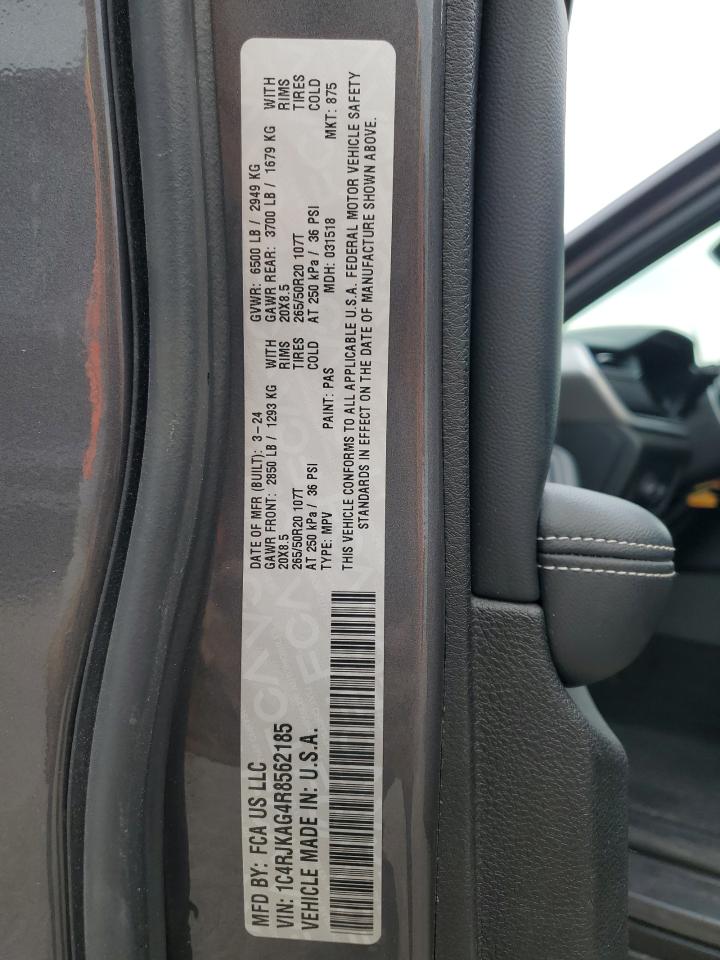 MFD BY: FCA US LLC
VIN: 1C4RJKAG4R8562185
VEHICLE MADE IN: U.S.A.
DATE OF MFR (BUILT): 3-24 GVWR: 6500 LB / 2949 KG
GAWR FRONT: 2850 LB / 1293 KG WITH GAWR REAR: 3700 LB / 1679 KG WITH
20X8.5 RIMS 20X8.5 RIMS
265/50R20 107T TIRES 265/50R20 107T TIRES
AT 250 kPa / 36 PSI COLD AT 250 kPa / 36 PSI COLD
TYPE: MPV PAINT: PAS MDH: 031518 MKT: 875
THIS VEHICLE CONFORMS TO ALL APPLICABLE U.S.A. FEDERAL MOTOR VEHICLE SAFETY
STANDARDS IN EFFECT ON THE DATE OF MANUFACTURE SHOWN ABOVE.